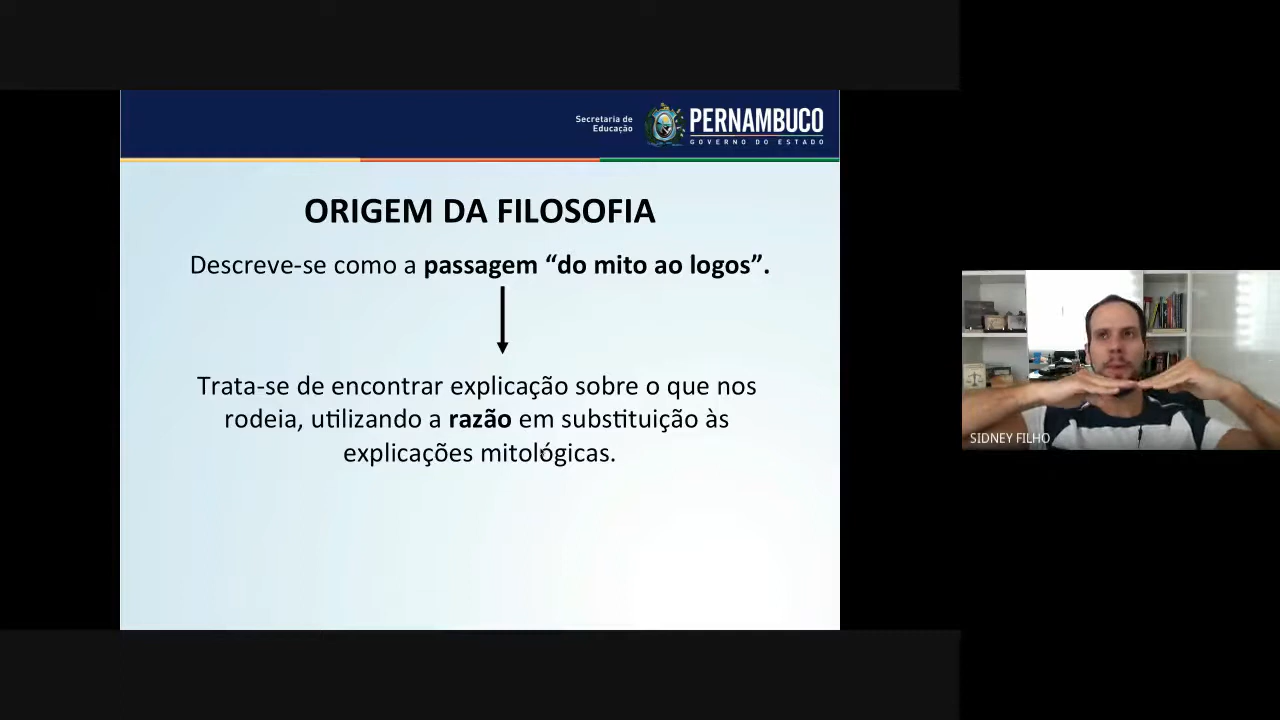 Secretaria de
Educação
PERNAMBUCO
GOVERNO DO ESTADO
ORIGEM DA FILOSOFIA
Descreve-se como a passagem “do mito ao logos”.
Trata-se de encontrar explicação sobre o que nos
rodeia, utilizando a razão em substituição às
explicações mitológicas.
SIDNEY FILHO